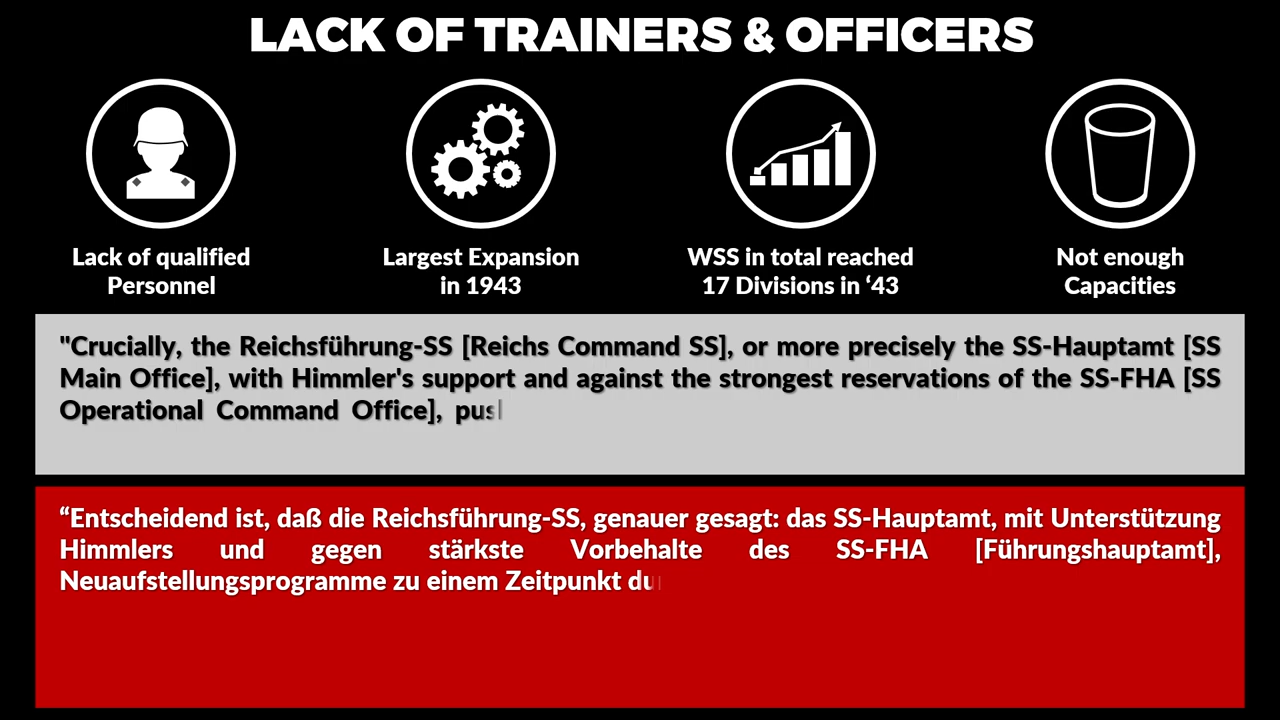 LACK OF TRAINERS & OFFICERS
Lack of qualified
Personnel
Largest Expansion
in 1943
WSS in total reached
17 Divisions in ‘43
Not enough
Capacities
"Crucially, the Reichsführung-SS [Reichs Command SS], or more precisely the SS-Hauptamt [SS
Main Office], with Himmler's support and against the strongest reservations of the SS-FHA [SS
Operational Command Office],
“Entscheidend ist, daß die Reichsführung-SS, genauer gesagt: das SS-Hauptamt, mit Unterstützung
Himmlers und gegen stärkste Vorbehalte des SS-FHA [Führungshauptamt],
Neuaufstellungsprogramme zu einem Zeitpunkt